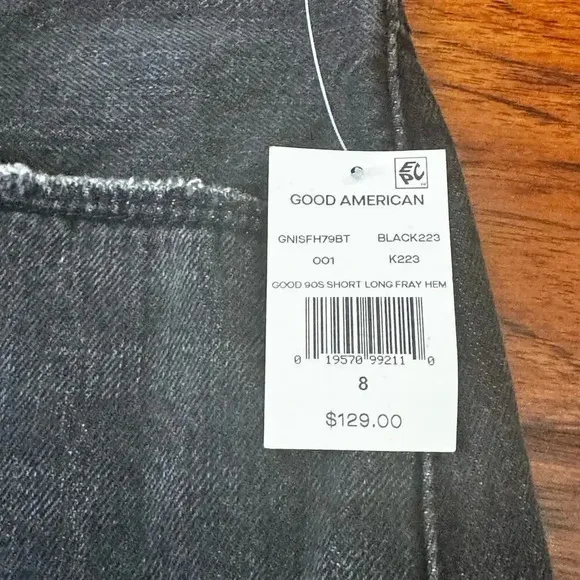 EPC
GOOD AMERICAN
GNISFH79BT BLACK223
001 K223
GOOD 90S SHORT LONG FRAY HEM
0 19570 99211 0
8
$129.00